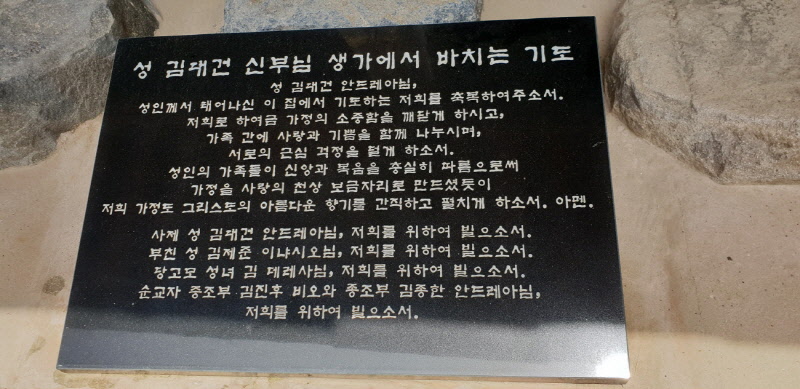 성 김대건 신부님 생가에서 바치는 기도
성 김대건 안드레아님,
성인께서 태어나신 이 집에서 기도하는 저희를 축복하여주소서.
저희로 하여금 가정의 소중함을 깨닫게 하시고,
가족 간에 사랑과 기쁨을 함께 나누시며,
서로의 근심 걱정을 덜게 하소서.
성인의 가족들이 신앙과 복음을 충실히 따름으로써
가정을 사랑의 천상 보금자리로 만드셨듯이
저희 가정도 그리스도의 아름다운 향기를 간직하고 펼치게 하소서. 아멘.
사제 성 김대건 안드레아님, 저희를 위하여 빌으소서.
부친 성 김제준 이냐시오님, 저희를 위하여 빌으소서.
당고모 성녀 김 데레사님, 저희를 위하여 빌으소서.
순교자 증조부 김진후 비오와 종조부 김종한 안드레아님,
저희를 위하여 빌으소서.